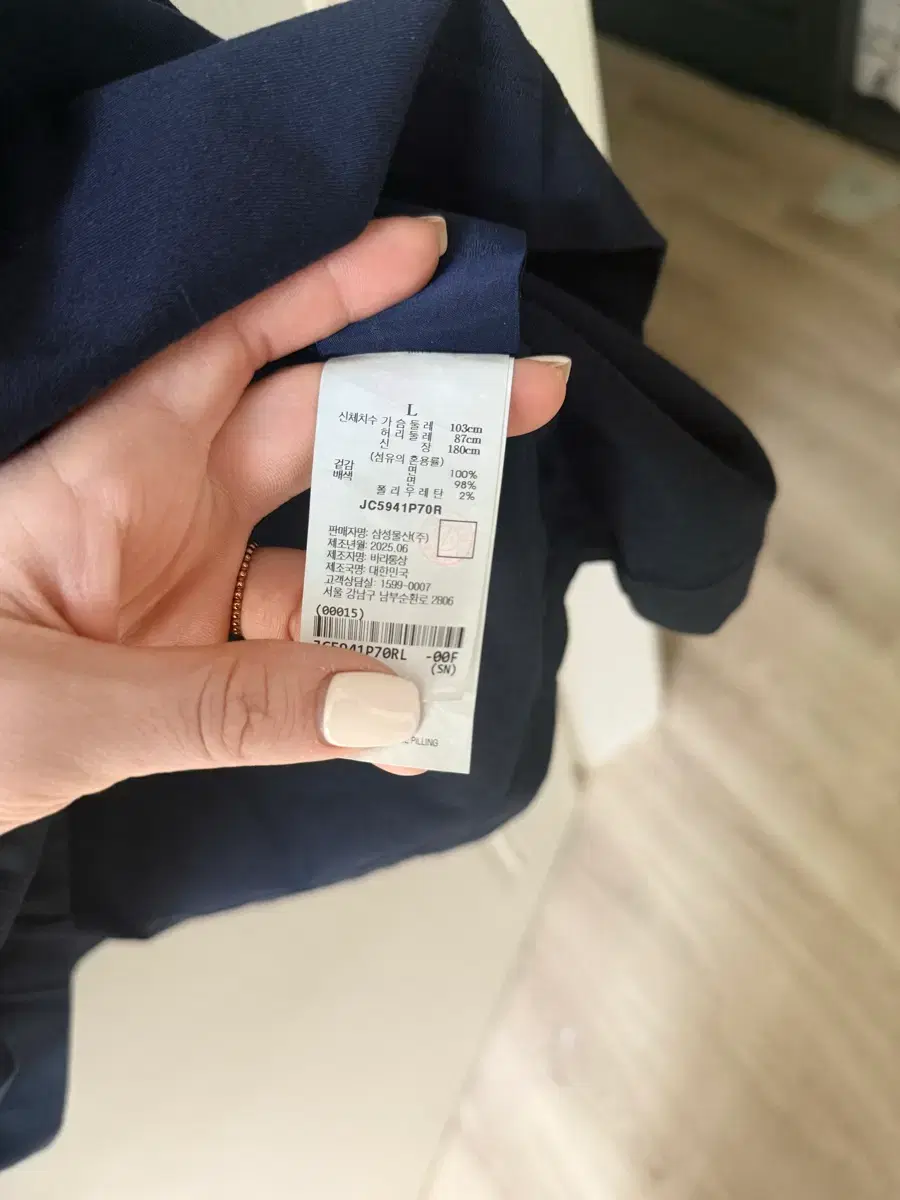 L
신체치수 가 슴 둘 레 103cm
허 리 둘 레 87cm
신 장 180cm
(섬유의 혼용률)
겉감 면 100%
배색 면 98%
폴 리 우 레 탄 2%
JC5941P70R
판매자명: 삼성물산(주)
제조년월: 2025.06
제조자명: 바라통상
제조국명: 대한민국
고객상담실: 1599-0007
서울 강남구 남부순환로 2806
(00015)
JC5941P70RL -00F
(SN)
PILLING